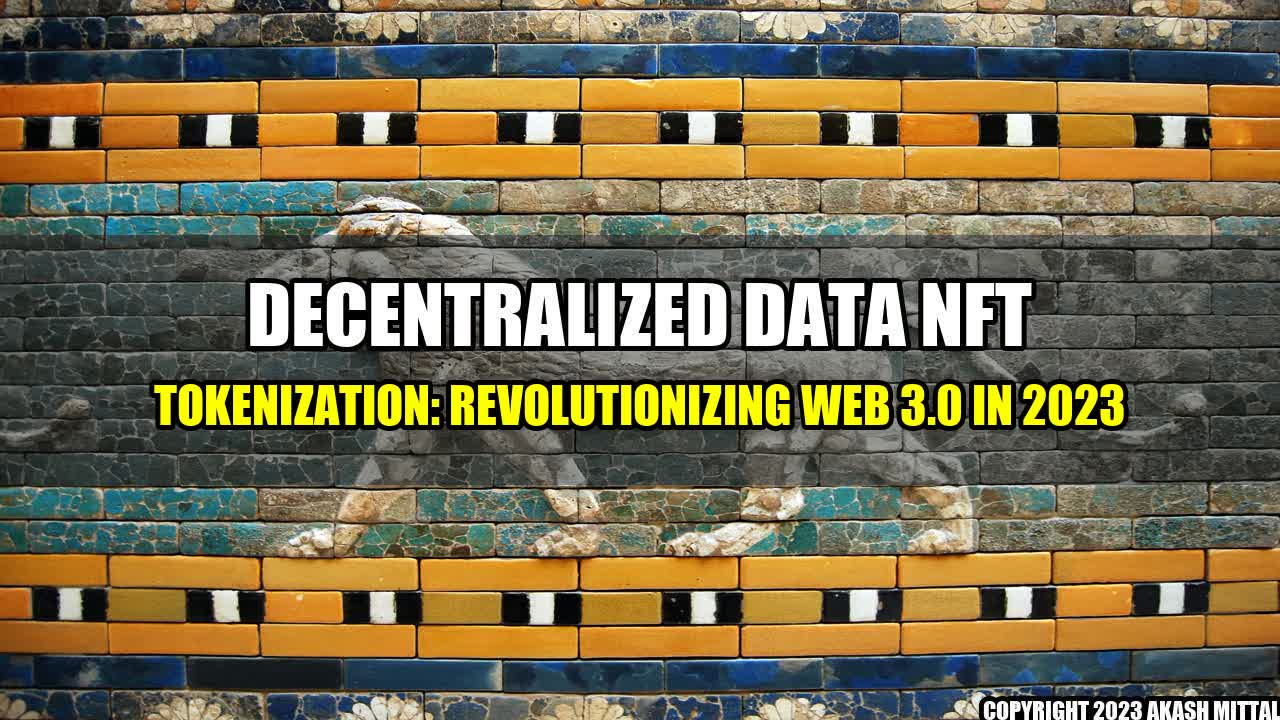 DECENTRALIZED DATA NFT
TOKENIZATION: REVOLUTIONIZING WEB 3.0 IN 2023
COPYRIGHT 2023 AKASH MITTAL